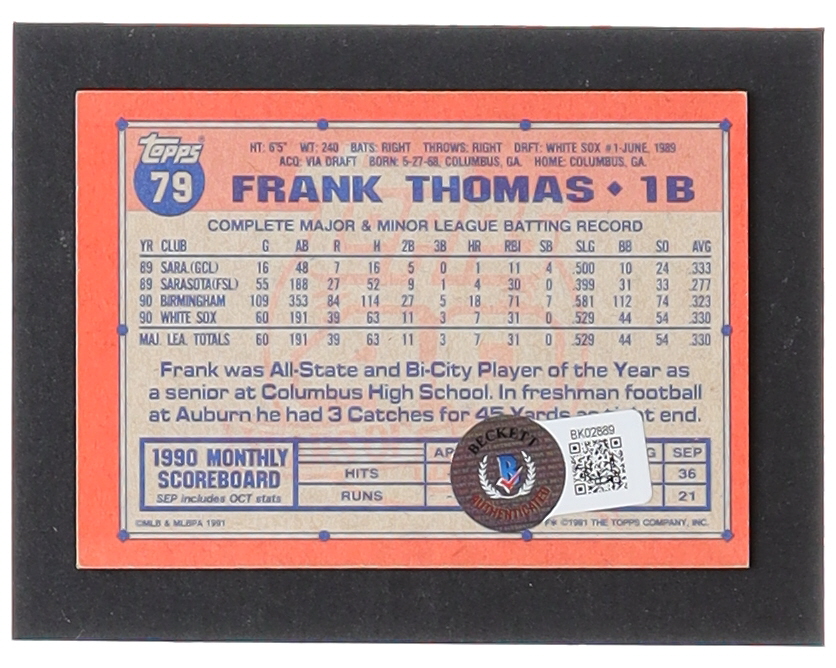 Topps®
79
HT: 6'5" WT: 240 BATS: RIGHT THROWS: RIGHT DRFT: WHITE SOX #1-JUNE, 1989
ACQ: VIA DRAFT BORN: 5-27-68, COLUMBUS, GA. HOME: COLUMBUS, GA.
FRANK THOMAS ◆ 1B
COMPLETE MAJOR & MINOR LEAGUE BATTING RECORD
YR CLUB G AB R H 2B 3B HR RBI SB SLG BB SO AVG
89 SARA.(GCL) 16 48 7 16 5 0 1 11 4 .500 10 24 .333
89 SARASOTA(FSL) 55 188 27 52 9 1 4 30 0 .399 31 33 .277
90 BIRMINGHAM 109 353 84 114 27 5 18 71 7 .581 112 74 .323
90 WHITE SOX 60 191 39 63 11 3 7 31 0 .529 44 54 .330
MAJ. LEA. TOTALS 60 191 39 63 11 3 7 31 0 .529 44 54 .330
Frank was All-State and Bi-City Player of the Year as
a senior at Columbus High School. In freshman football
at Auburn he had 3 Catches for 45 Yards as tight end.
1990 MONTHLY
SCOREBOARD
SEP includes OCT stats
AP G SEP
HITS 36
RUNS - 21
BECKETT
B
AUTHENTICATED
BK02889
©MLB & MLBPA 1991
F* ©1991 THE TOPPS COMPANY, INC.